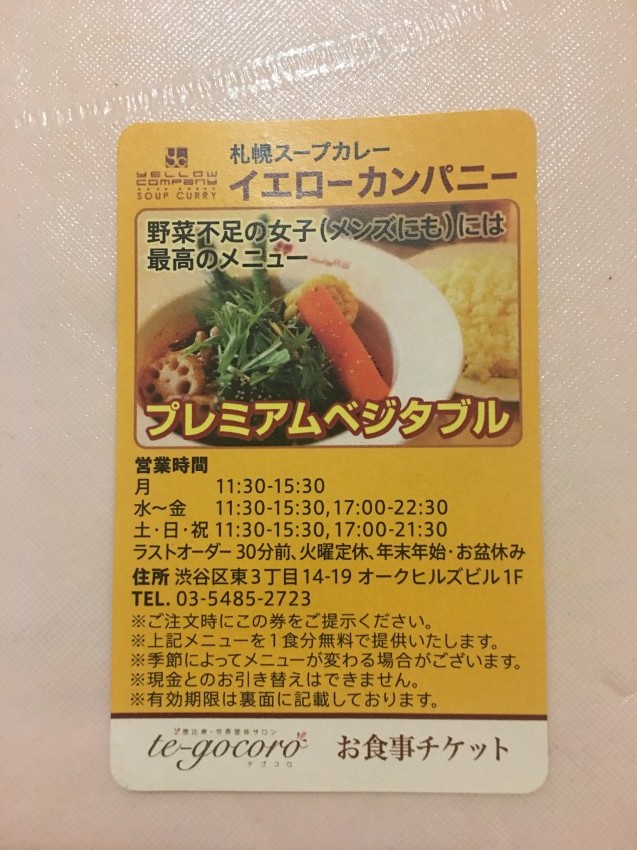 札幌スープカレー
YELLOW
COMPANY
SOUP CURRY
イエローカンパニー
野菜不足の女子(メンズにも)には
最高のメニュー
プレミアムベジタブル
営業時間
月 11:30-15:30
水～金 11:30-15:30,17:00-22:30
土・日・祝 11:30-15:30,17:00-21:30
ラストオーダー30分前、火曜定休、年末年始・お盆休み
住所 渋谷区東3丁目14-19 オークヒルズビル1F
TEL. 03-5485-2723
※ご注文時にこの券をご提示ください。
※上記メニューを1食分無料で提供いたします。
※季節によってメニューが変わる場合がございます。
※現金とのお引き替えはできません。
※有効期限は裏面に記載しております。
te-gocoro
テゴコロ
お食事チケット